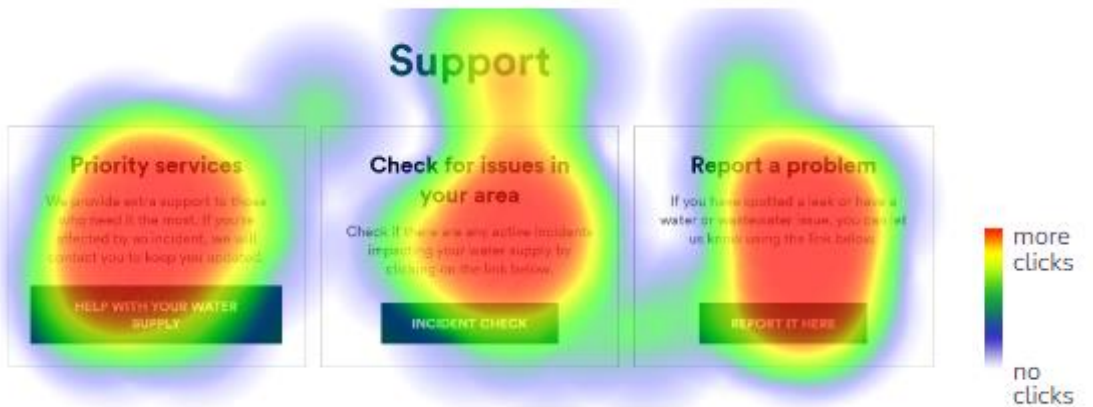 Support
Priority services
We provide extra support to those
who need it the most. If you're
affected by an incident, we will
contact you to keep you updated.
HELP WITH YOUR WATER
SUPPLY
Check for issues in
your area
Check if there are any active incidents
impacting your water supply by
clicking on the link below.
INCIDENT CHECK
Report a problem
If you have spotted a leak or have a
water or wastewater issue, you can let
us know using the link below.
REPORT IT HERE
more
clicks
no
clicks